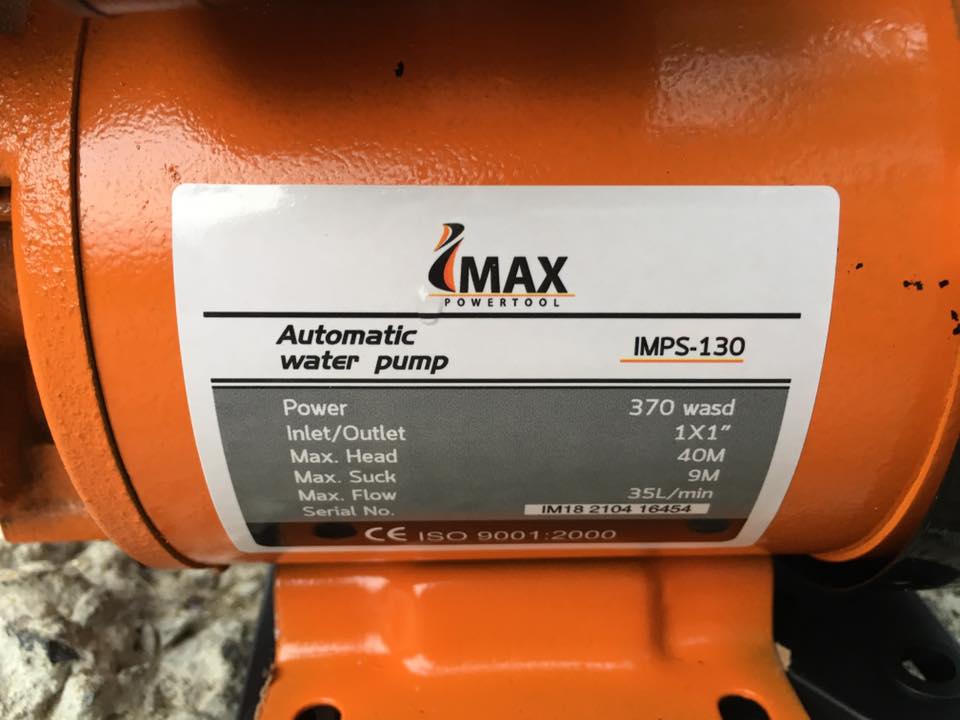 iMAX
POWERTOOL
Automatic
water pump
IMPS-130
Power 370 wasd
Inlet/Outlet 1X1"
Max. Head 40M
Max. Suck 9M
Max. Flow 35L/min
Serial No. IM18 2104 16454
CE ISO 9001:2000